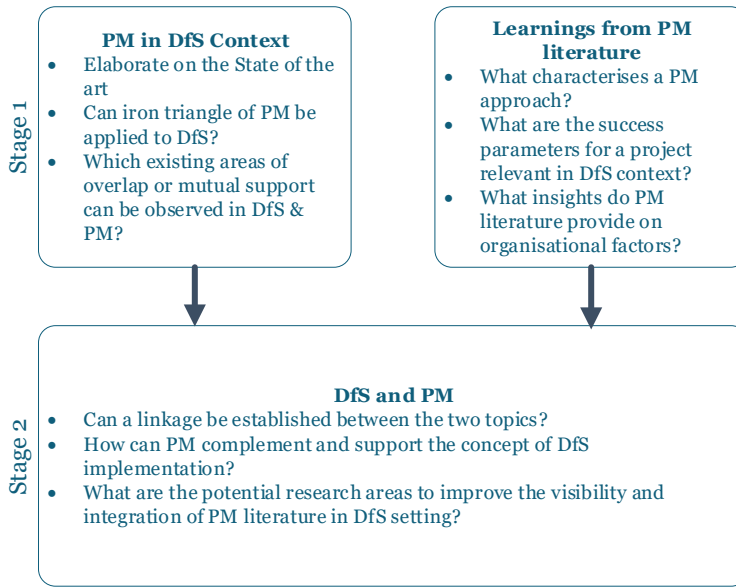 Stage 1
PM in DfS Context
• Elaborate on the State of the
art
• Can iron triangle of PM be
applied to DfS?
• Which existing areas of
overlap or mutual support
can be observed in DfS &
PM?
Learnings from PM
literature
• What characterises a PM
approach?
• What are the success
parameters for a project
relevant in DfS context?
• What insights do PM
literature provide on
organisational factors?
Stage 2
DfS and PM
• Can a linkage be established between the two topics?
• How can PM complement and support the concept of DfS
implementation?
• What are the potential research areas to improve the visibility and
integration of PM literature in DfS setting?